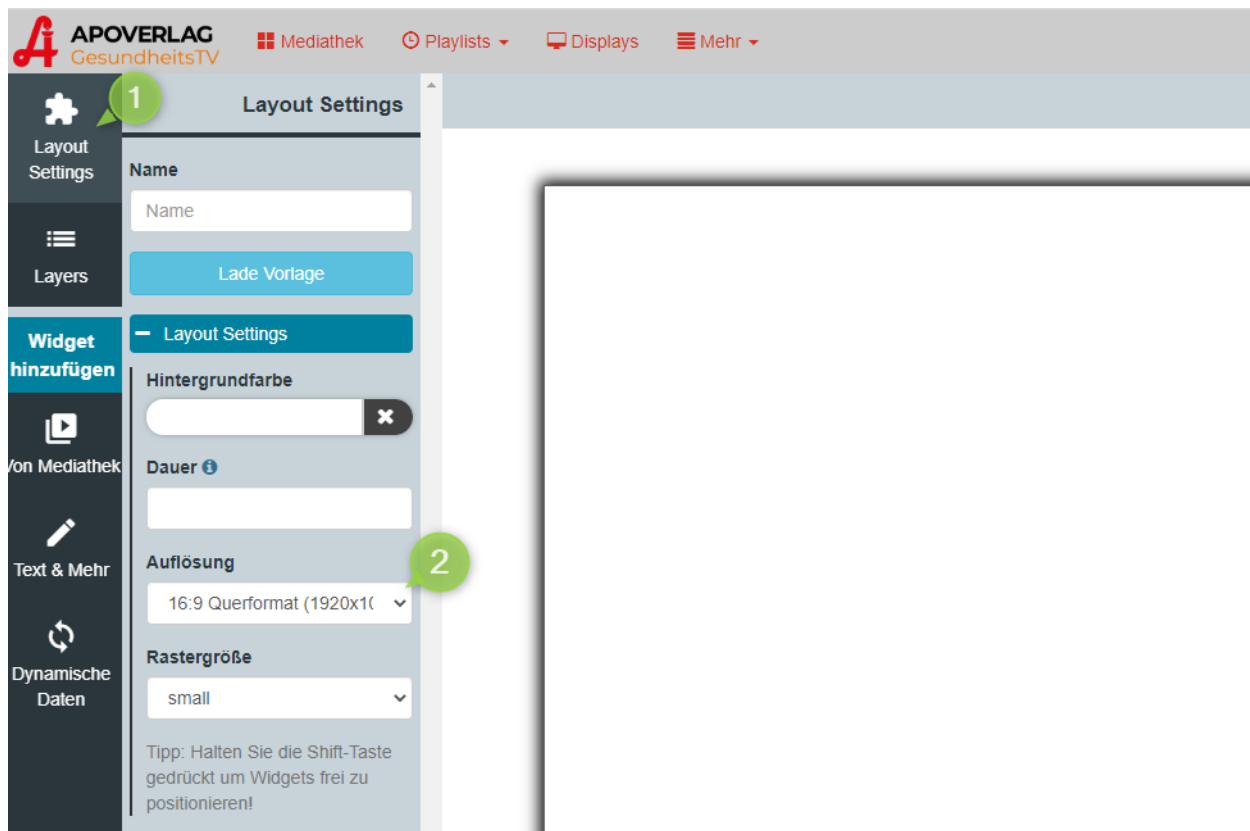 APOVERLAG
GesundheitsTV
Mediathek
Playlists
Displays
Mehr
1
Layout
Settings
Layers
Widget
hinzufügen
Von Mediathek
Text & Mehr
Dynamische
Daten
Layout Settings
Name
Name
Lade Vorlage
Layout Settings
Hintergrundfarbe
Dauer
Auflösung
2
16:9 Querformat (1920x10
Rastergröße
small
Tipp: Halten Sie die Shift-Taste
gedrückt um Widgets frei zu
positionieren!